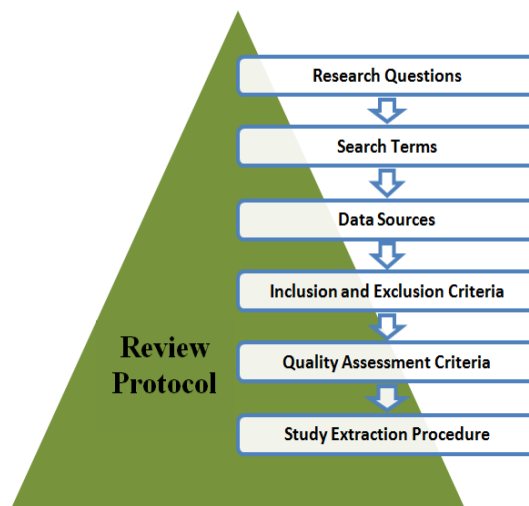 Research Questions
Search Terms
Data Sources
Inclusion and Exclusion Criteria
Review
Protocol
Quality Assessment Criteria
Study Extraction Procedure